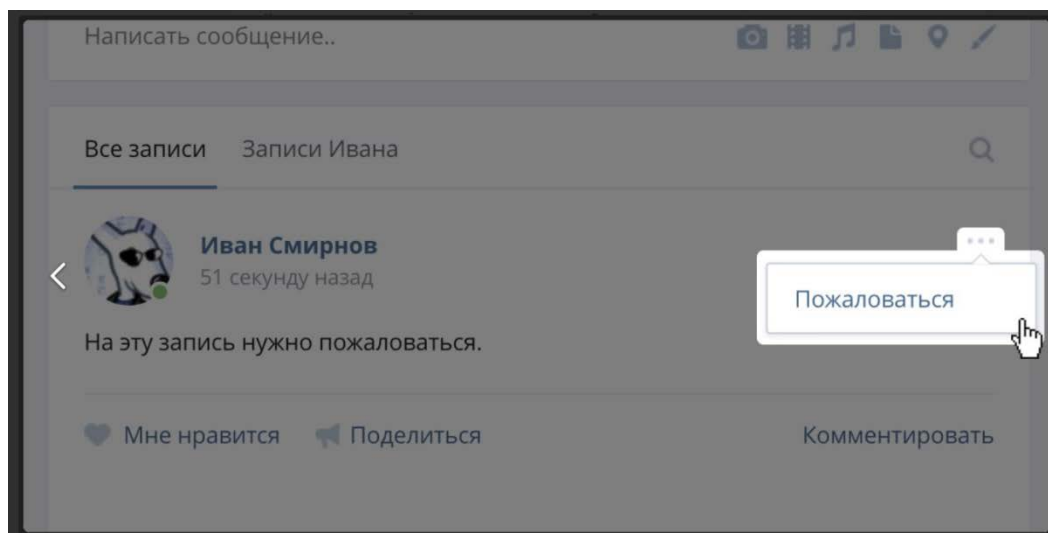 Написать сообщение..
Все записи Записи Ивана
Иван Смирнов
51 секунду назад
Пожаловаться
На эту запись нужно пожаловаться.
Мне нравится Поделиться Комментировать